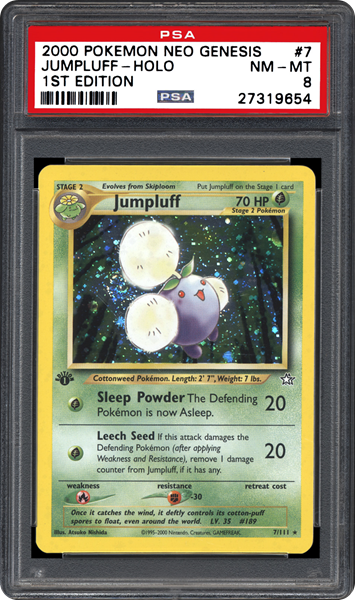 PSA
2000 POKEMON NEO GENESIS #7
JUMPLUFF - HOLO NM - MT
1ST EDITION PSA 8
27319654
STAGE 2 Evolves from Skiploom Put Jumpluff on the Stage 1 card
Jumpluff 70 HP
Stage 2 Pokémon
1
Cottonweed Pokémon. Length: 2' 7", Weight: 7 lbs.
Sleep Powder The Defending
Pokémon is now Asleep. 20
Leech Seed If this attack damages the
Defending Pokémon (after applying
Weakness and Resistance), remove 1 damage
counter from Jumpluff, if it has any. 20
weakness resistance retreat cost
-30
Once it catches the wind, it deftly controls its cotton-puff
spores to float, even around the world. LV. 35 #189
Illus. Atsuko Nishida ©1995-2000 Nintendo, Creatures, GAMEFREAK. 7/111 ★